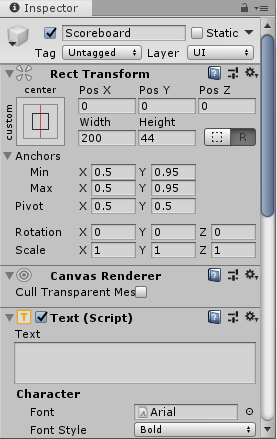 Inspector
Scoreboard Static
Tag Untagged Layer UI
Rect Transform
center Pos X Pos Y Pos Z
custom 0 0 0
Width Height
200 44 R
Anchors
Min X 0.5 Y 0.95
Max X 0.5 Y 0.95
Pivot X 0.5 Y 0.5
Rotation X 0 Y 0 Z 0
Scale X 1 Y 1 Z 1
Canvas Renderer
Cull Transparent Mes
T Text (Script)
Text
Character
Font Arial
Font Style Bold